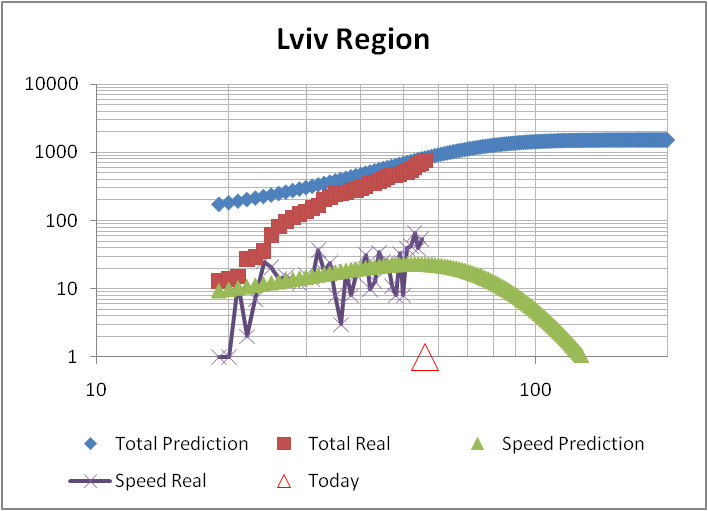 Lviv Region
10000
1000
100
10
1
10 100
Total Prediction Total Real Speed Prediction
Speed Real Today